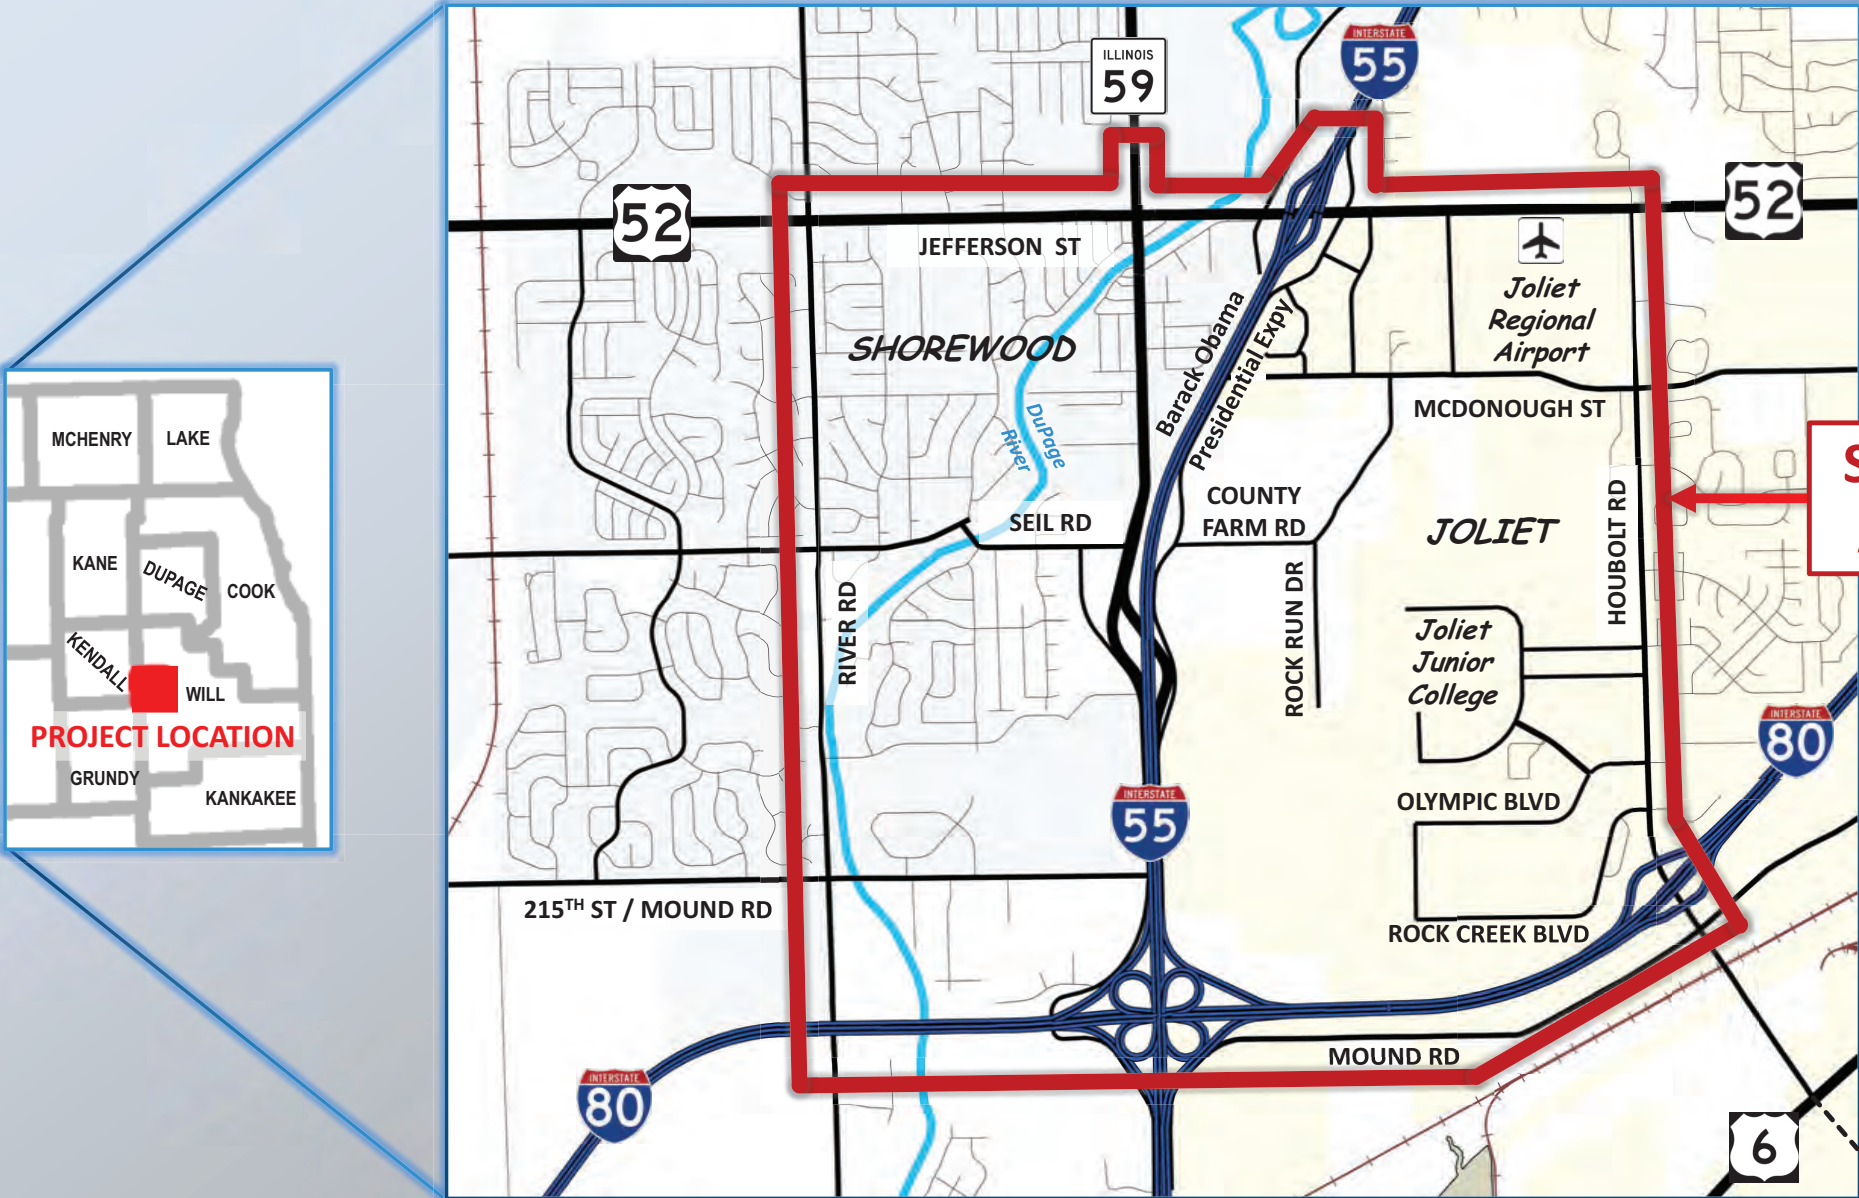 INTERSTATE
55
ILLINOIS
59
52
52
JEFFERSON ST
Joliet
Regional
Airport
SHOREWOOD
Barack Obama
Presidential Expy
MCDONOUGH ST
DuPage
River
COUNTY
FARM RD
SEIL RD
JOLIET
HOUBOLT RD
S
RIVER RD
ROCK RUN DR
Joliet
Junior
College
INTERSTATE
80
INTERSTATE
55
OLYMPIC BLVD
215TH ST / MOUND RD
ROCK CREEK BLVD
MOUND RD
INTERSTATE
80
6
MCHENRY
LAKE
KANE
DUPAGE
COOK
KENDALL
WILL
PROJECT LOCATION
GRUNDY
KANKAKEE